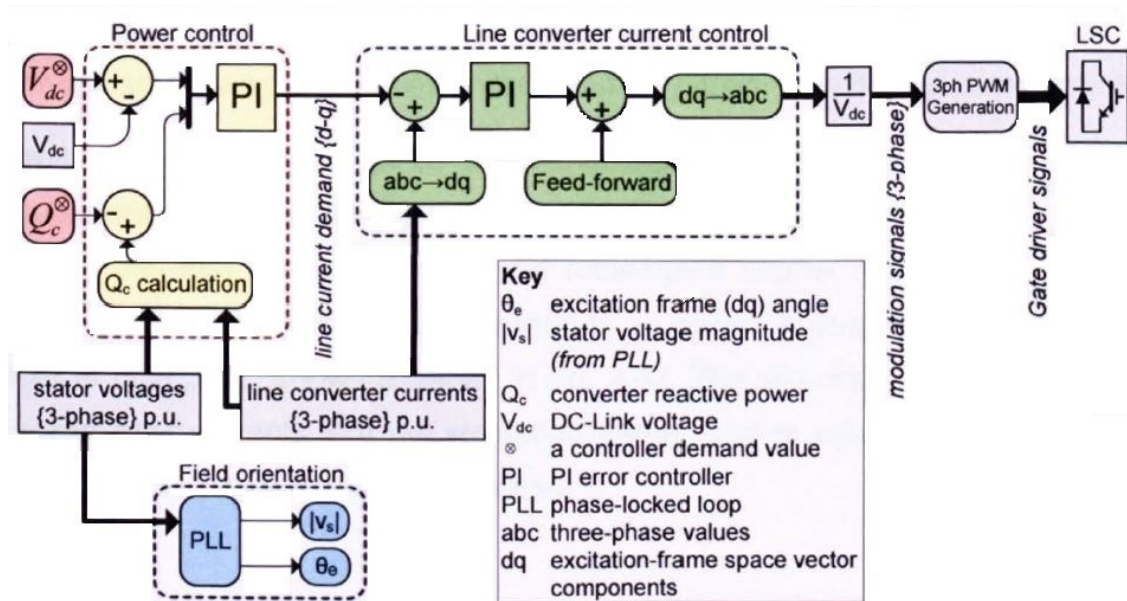 Power control
Line converter current control
LSC
V⊗dc
+
-
PI
-
+
PI
+
+
dq→abc
1
Vdc
3ph PWM
Generation
Vdc
abc→dq
Feed-forward
Q⊗c
-
+
Qc calculation
line current demand {d-q}
modulation signals {3-phase}
Gate driver signals
stator voltages
{3-phase} p.u.
line converter currents
{3-phase} p.u.
Field orientation
PLL
|vs|
θe
Key
θe excitation frame (dq) angle
|vs| stator voltage magnitude
(from PLL)
Qc converter reactive power
Vdc DC-Link voltage
⊗ a controller demand value
PI PI error controller
PLL phase-locked loop
abc three-phase values
dq excitation-frame space vector
components